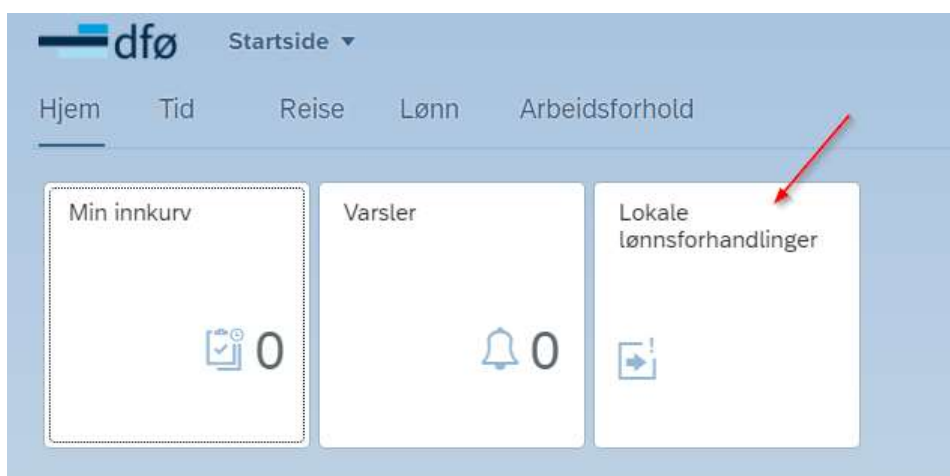 dfø Startside
Hjem Tid Reise Lønn Arbeidsforhold
Min innkurv
Varsler
Lokale
lønnsforhandlinger
0
0